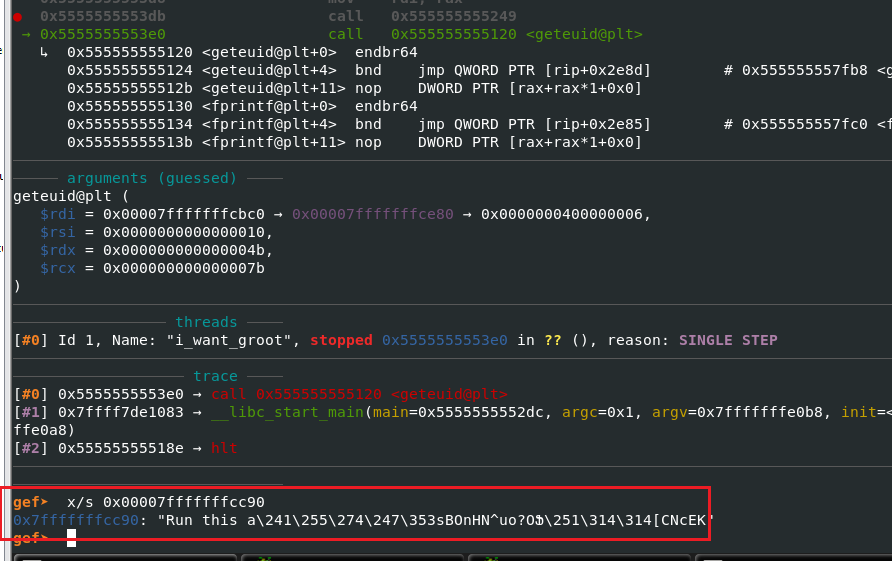 0x5555555553db call 0x555555555249
→ 0x5555555553e0 call 0x555555555120 <geteuid@plt>
↳ 0x555555555120 <geteuid@plt+0> endbr64
0x555555555124 <geteuid@plt+4> bnd jmp QWORD PTR [rip+0x2e8d] # 0x555555557fb8 <g
0x55555555512b <geteuid@plt+11> nop DWORD PTR [rax+rax*1+0x0]
0x555555555130 <fprintf@plt+0> endbr64
0x555555555134 <fprintf@plt+4> bnd jmp QWORD PTR [rip+0x2e85] # 0x555555557fc0 <f
0x55555555513b <fprintf@plt+11> nop DWORD PTR [rax+rax*1+0x0]
arguments (guessed)
geteuid@plt (
$rdi = 0x00007fffffffcbc0 → 0x00007fffffffce80 → 0x0000000400000006,
$rsi = 0x0000000000000010,
$rdx = 0x000000000000004b,
$rcx = 0x000000000000007b
)
threads
[#0] Id 1, Name: "i_want_groot", stopped 0x5555555553e0 in ?? (), reason: SINGLE STEP
trace
[#0] 0x5555555553e0 → call 0x555555555120 <geteuid@plt>
[#1] 0x7ffff7de1083 → __libc_start_main(main=0x5555555552dc, argc=0x1, argv=0x7fffffffe0b8, init=<
ffe0a8)
[#2] 0x55555555518e → hlt
gef➤ x/s 0x00007fffffffcc90
0x7fffffffcc90: "Run this a\241\255\274\247\353sBOnHN^uo?Oבֿ\251\314\314[CNcEK"
gef➤